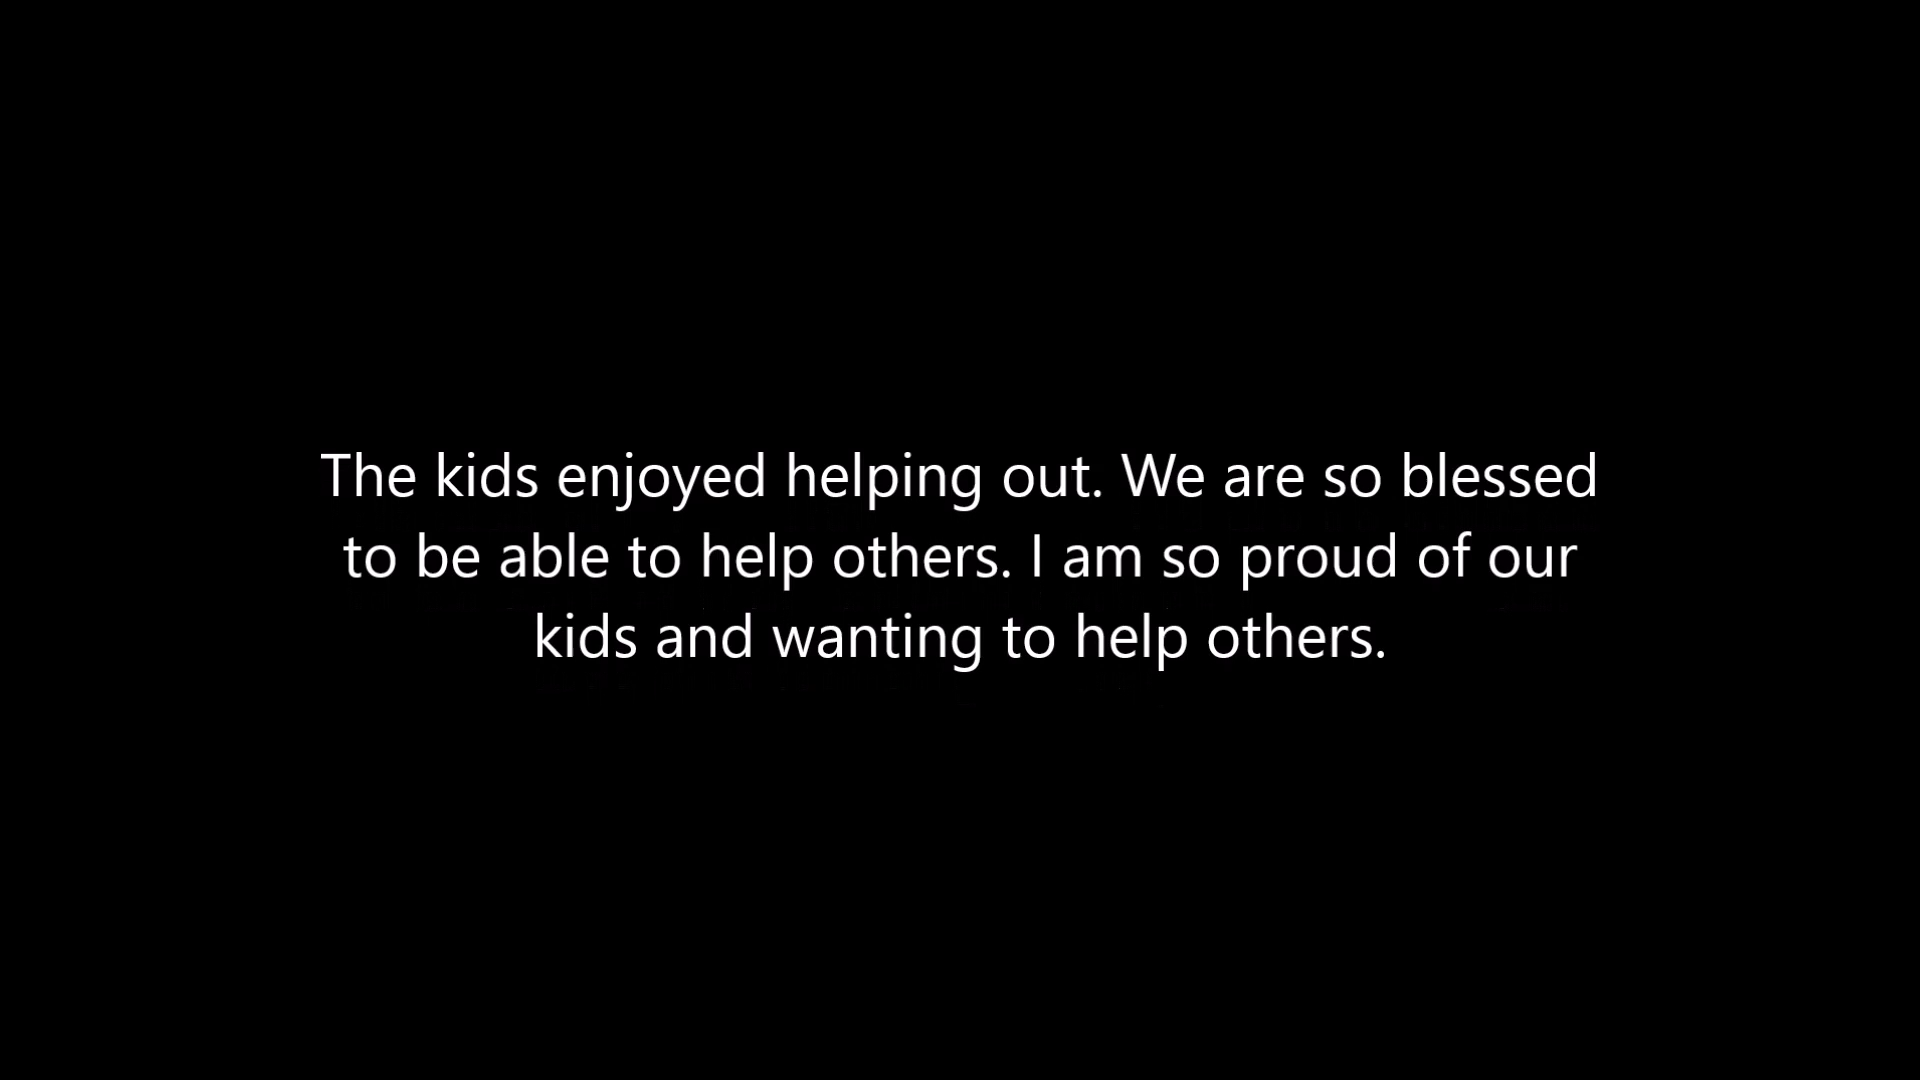 The kids enjoyed helping out. We are so blessed
to be able to help others. I am so proud of our
kids and wanting to help others.